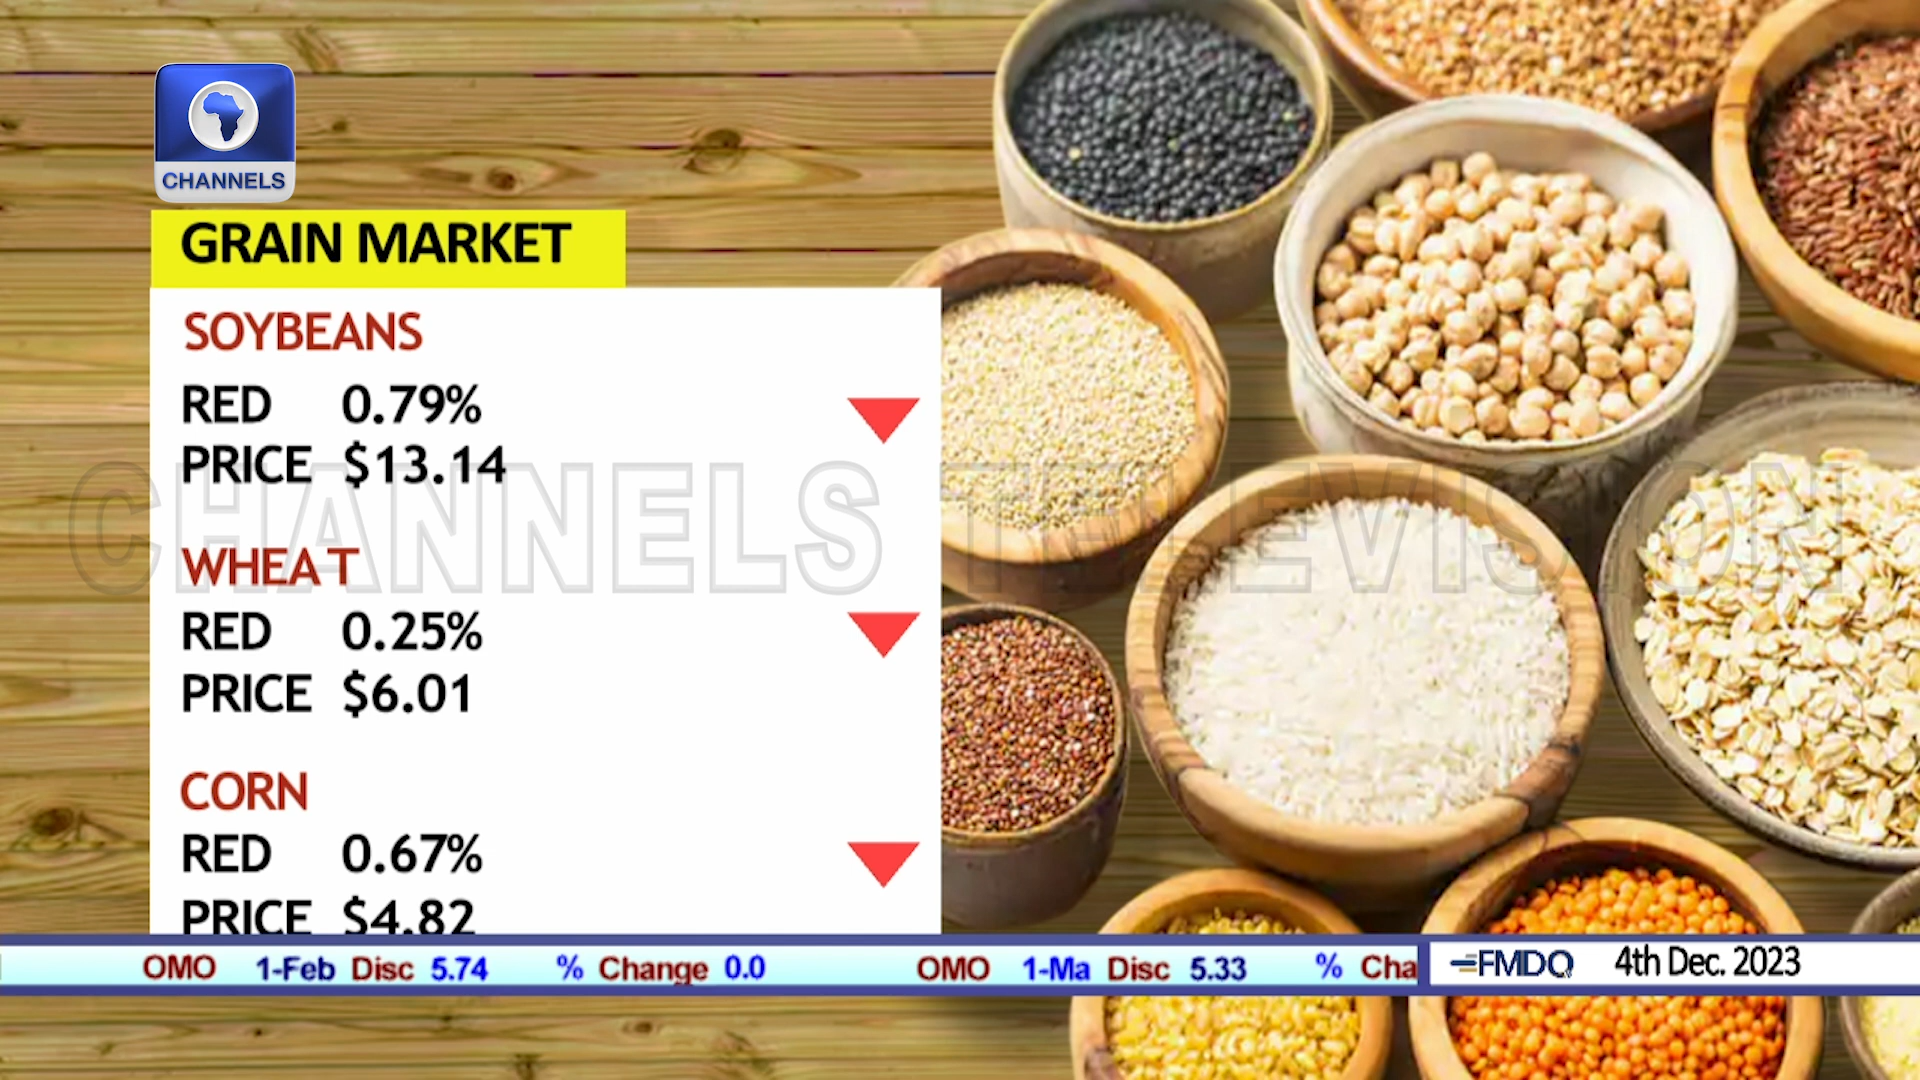 CHANNELS
GRAIN MARKET
SOYBEANS
RED 0.79%
PRICE $13.14
CHANNELS TELEVISION
WHEAT
RED 0.25%
PRICE $6.01
CORN
RED 0.67%
PRICE $4.82
OMO 1-Feb Disc 5.74 % Change 0.0 OMO 1-Ma Disc 5.33 % Cha
FMDQ 4th Dec. 2023